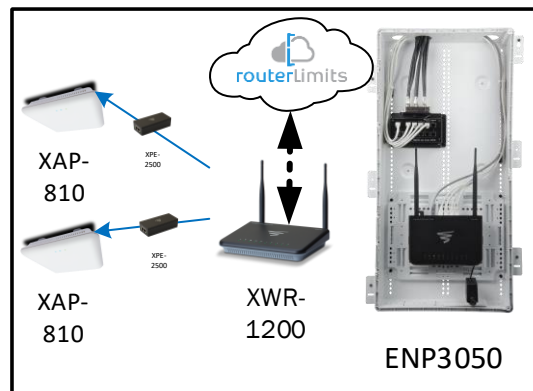 routerLimits
XAP-
810
XPE-
2500
XAP-
810
XPE-
2500
XWR-
1200
ENP3050